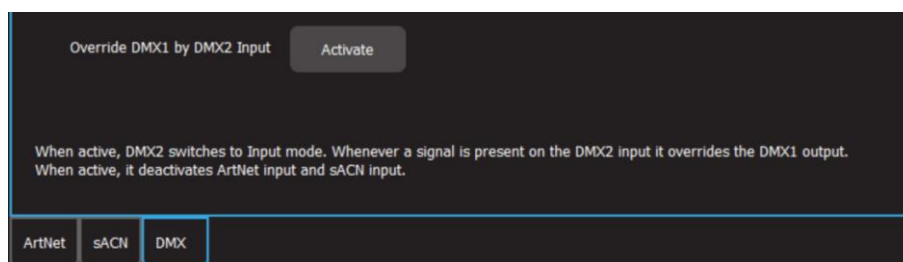 Override DMX1 by DMX2 Input Activate
When active, DMX2 switches to Input mode. Whenever a signal is present on the DMX2 input it overrides the DMX1 output.
When active, it deactivates ArtNet input and sACN input.
ArtNet sACN DMX